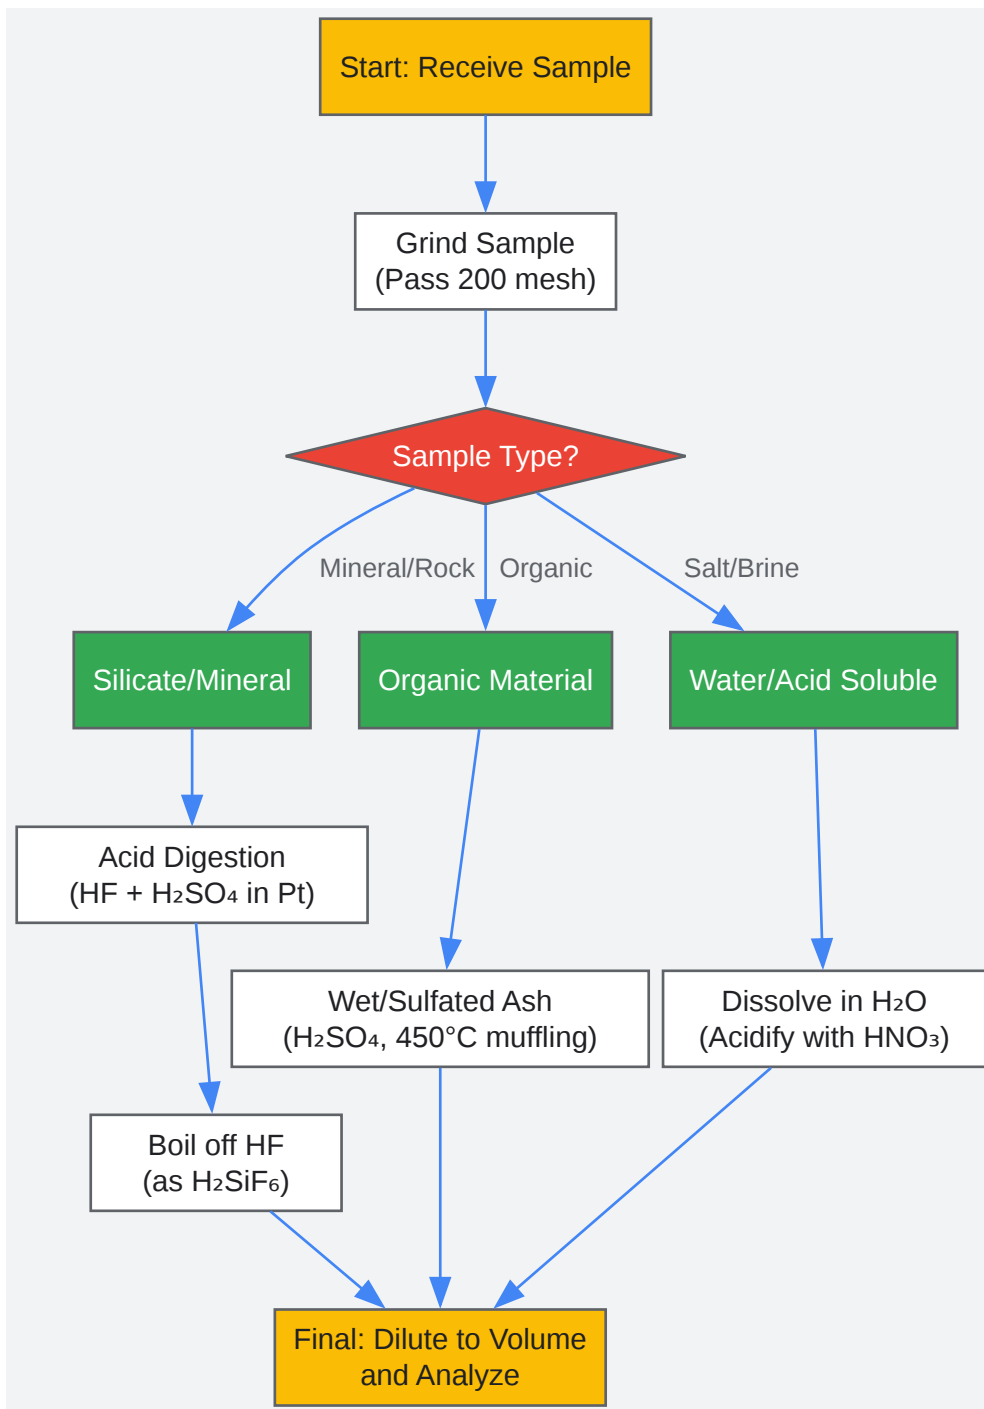 Start: Receive Sample
Grind Sample
(Pass 200 mesh)
Sample Type?
Mineral/Rock
Organic
Salt/Brine
Silicate/Mineral
Organic Material
Water/Acid Soluble
Acid Digestion
(HF + H₂SO₄ in Pt)
Wet/Sulfated Ash
(H₂SO₄, 450°C muffling)
Dissolve in H₂O
(Acidify with HNO₃)
Boil off HF
(as H₂SiF₆)
Final: Dilute to Volume
and Analyze